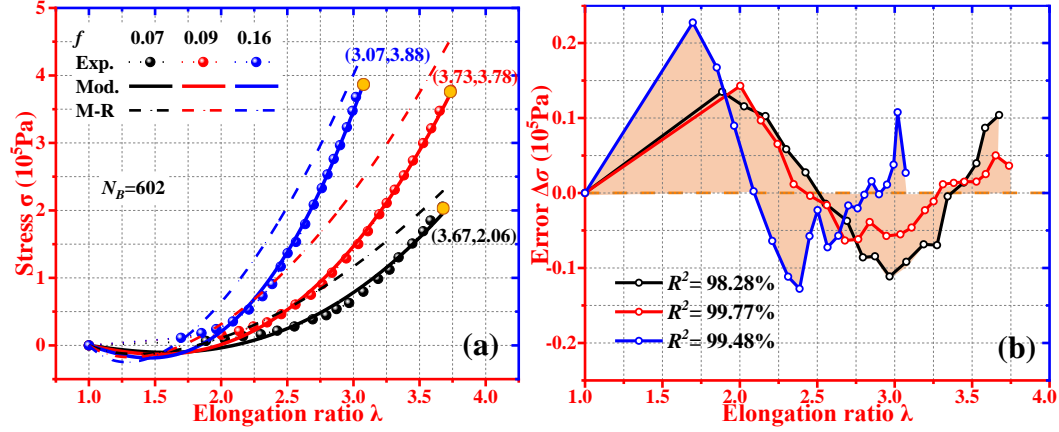 f 0.07 0.09 0.16
Exp.
Mod.
M-R
N_B=602
(3.07,3.88)
(3.73,3.78)
(3.67,2.06)
(a)
Stress σ (10⁵Pa)
5
4
3
2
1
0
1.0 1.5 2.0 2.5 3.0 3.5 4.0
Elongation ratio λ
Error Δσ (10⁵Pa)
0.2
0.1
0.0
-0.1
-0.2
R²= 98.28%
R²= 99.77%
R²= 99.48%
(b)
1.0 1.5 2.0 2.5 3.0 3.5 4.0
Elongation ratio λ